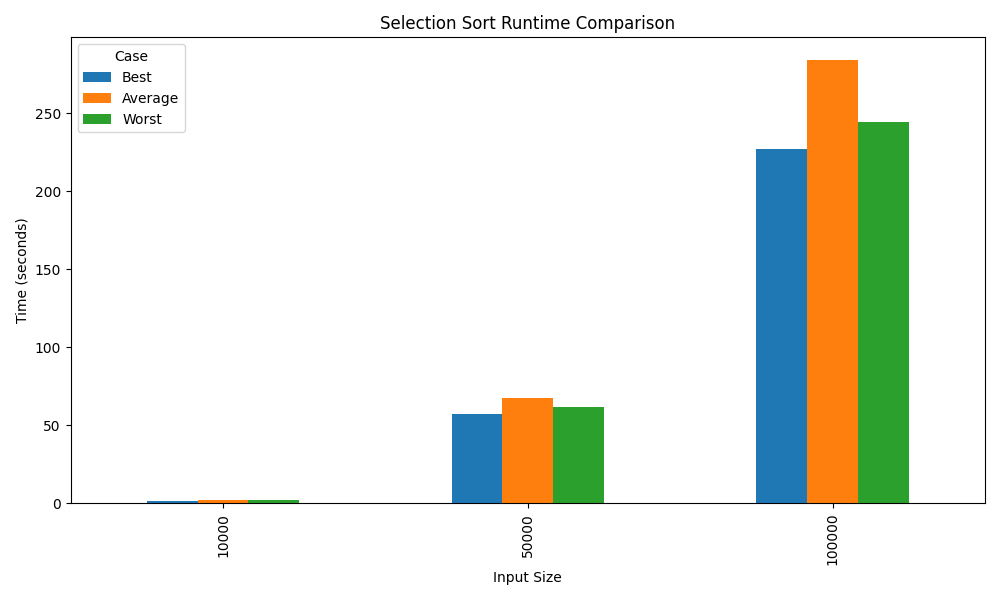 Selection Sort Runtime Comparison
Case
Best
Average
Worst
Time (seconds)
250
200
150
100
50
0
10000
50000
100000
Input Size